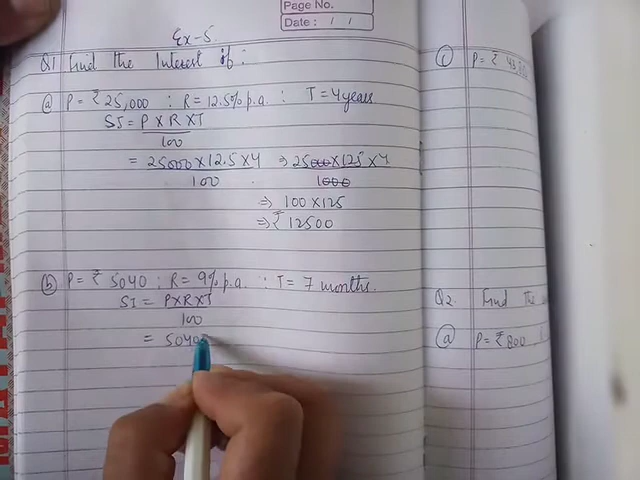 Page No.
Date : / /
Ex-5
Q1 Find the Interest if:
(a) P = ₹ 25,000 : R = 12.5% p.a : T = 4 years
SI = P X R X T
100
= 25000 X 12.5 X 4 ⇒ 25000 X 125 X 4
100 1000
⇒ 100 X 125
⇒ ₹ 12500
(b) P = ₹ 5040 : R = 9% p.a. : T = 7 months.
SI = P X R X T
100
= 5040
(i) P = ₹
Q2. Find the
(a) P = ₹ 800